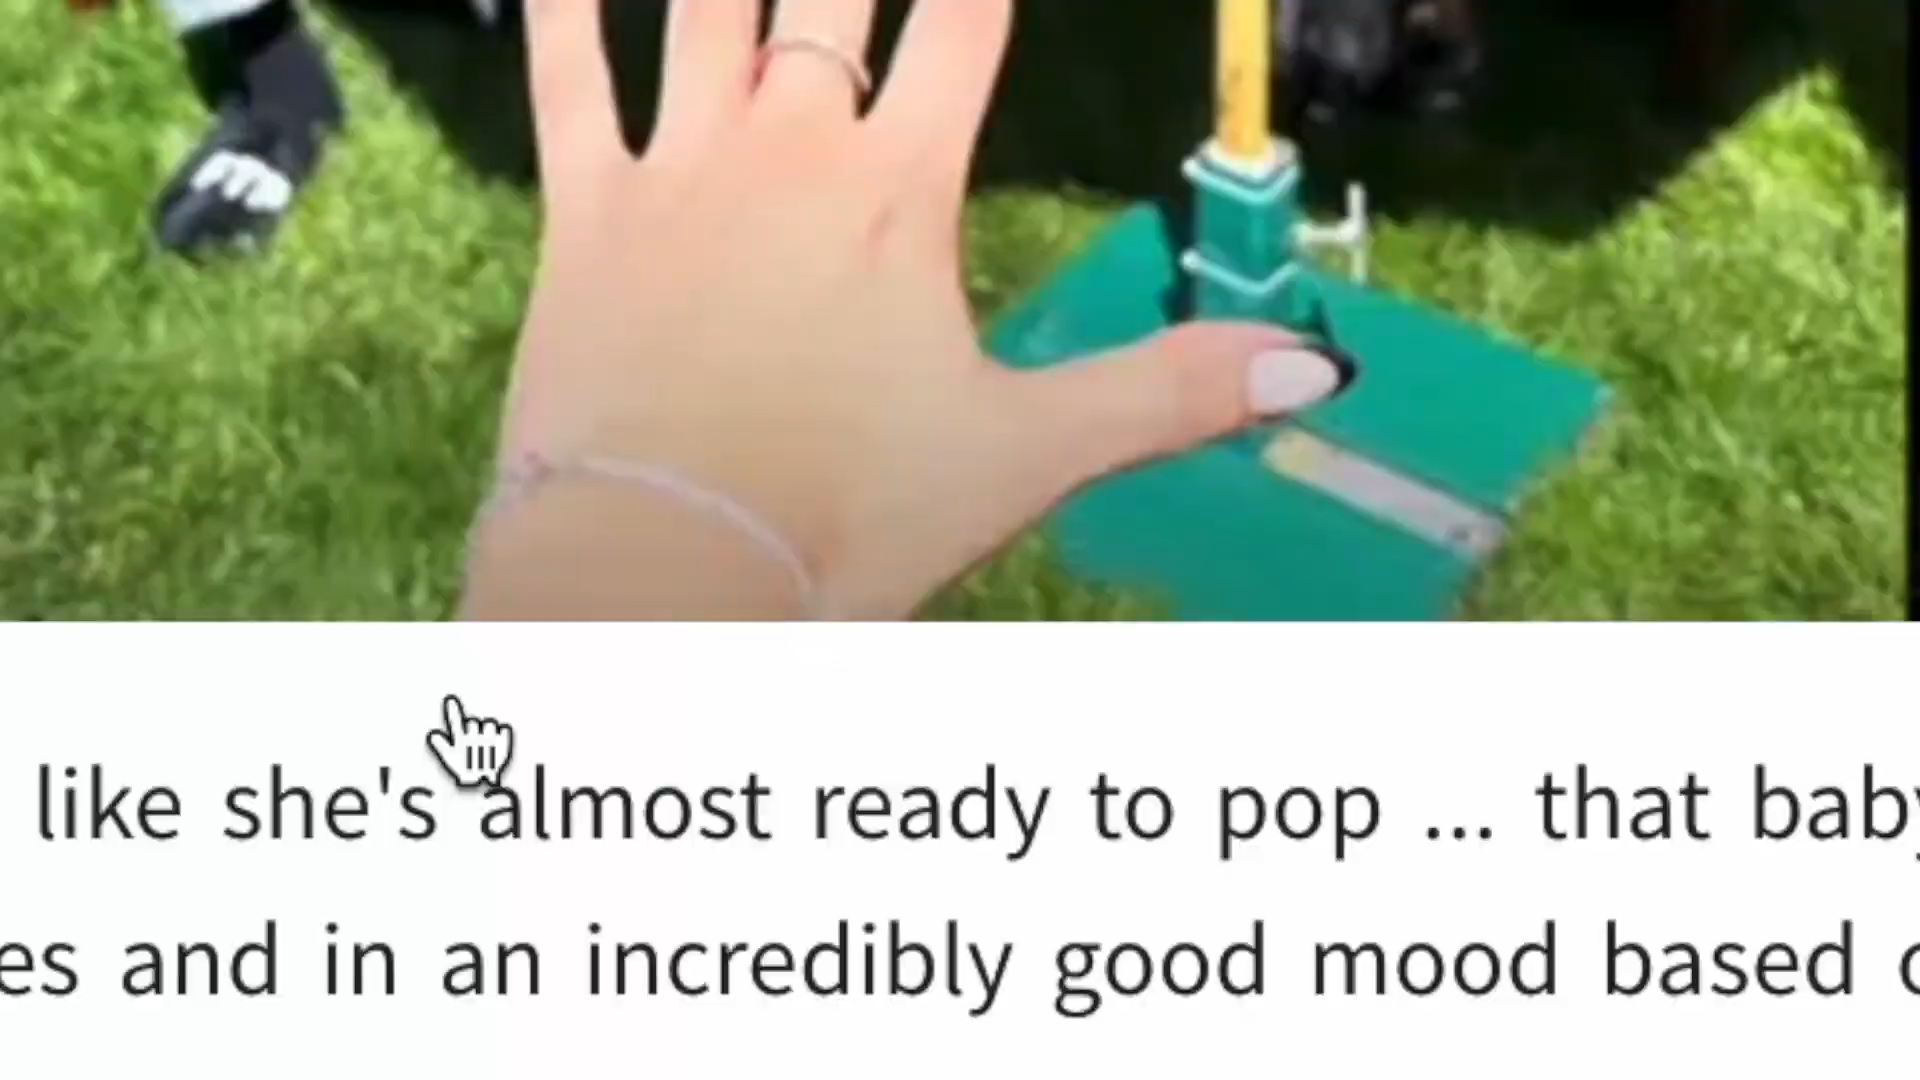 like she's almost ready to pop ... that baby
es and in an incredibly good mood based